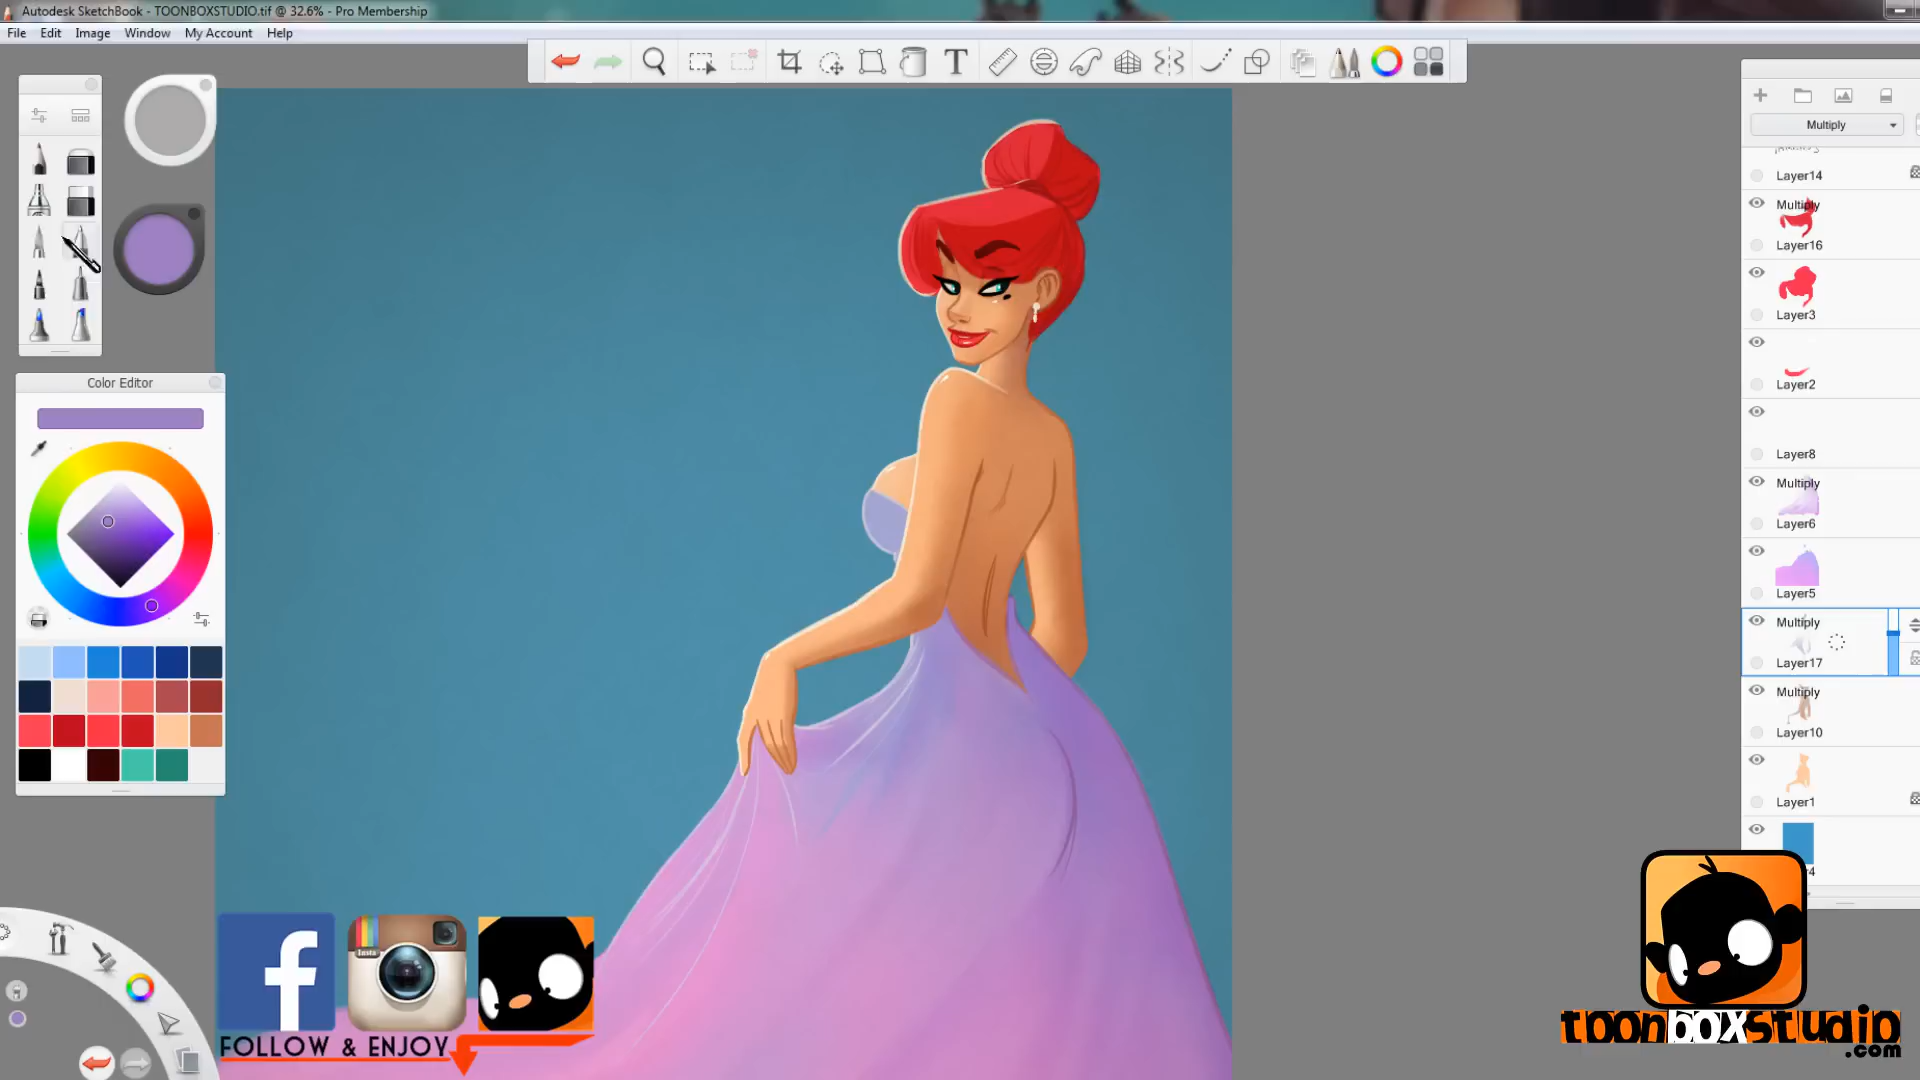 Autodesk SketchBook - TOONBOXSTUDIO.tif @ 32.6% - Pro Membership
File Edit Image Window My Account Help
T
Multiply
Layer14
Multiply
Layer16
Layer3
Layer2
Layer8
Multiply
Layer6
Layer5
Multiply
Layer17
Multiply
Layer10
Layer1
Color Editor
f
Insta
FOLLOW & ENJOY
toonboxstudio
.com